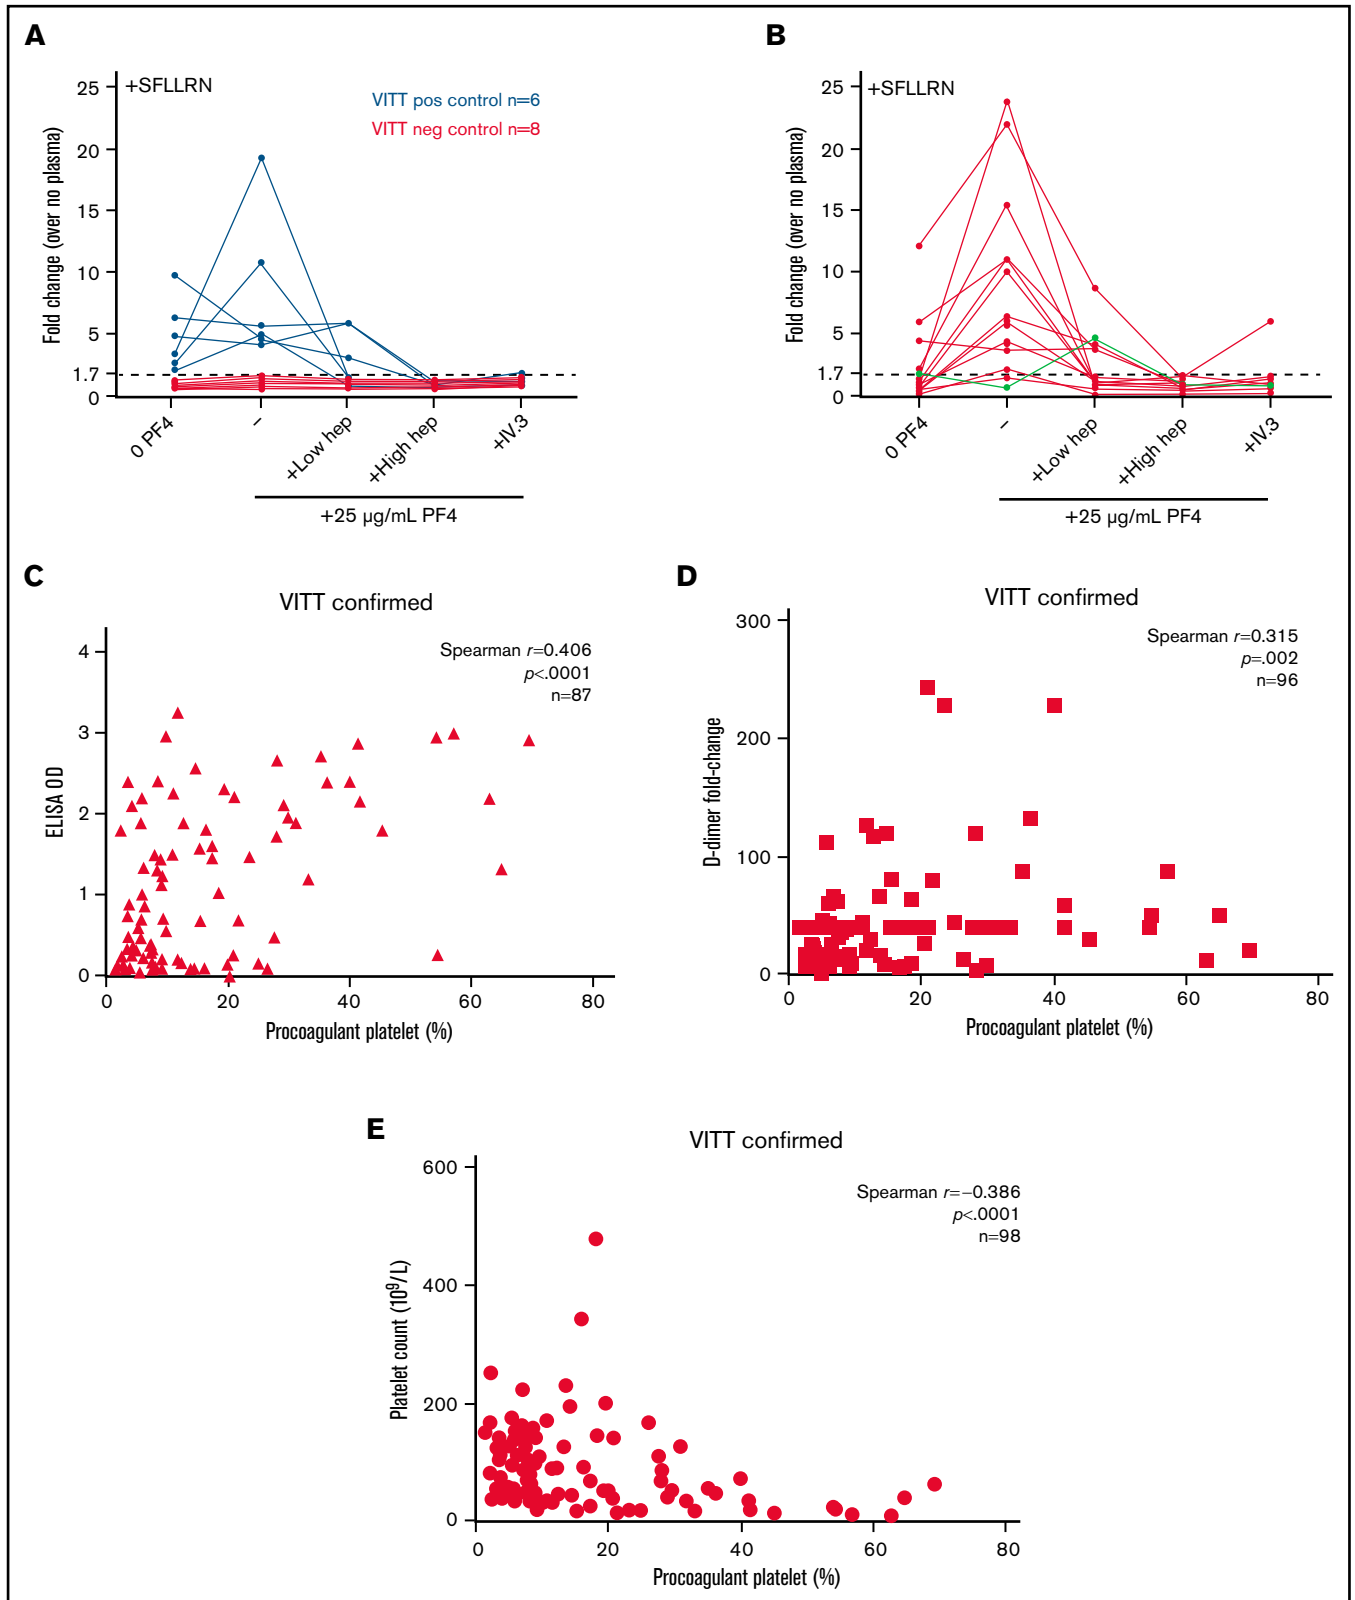 A
+SFLLRN
VITT pos control n=6
VITT neg control n=8
Fold change (over no plasma)
25
20
15
10
5
1.7
0
0 PF4
–
+Low hep
+High hep
+IV.3
+25 µg/mL PF4
B
+SFLLRN
Fold change (over no plasma)
25
20
15
10
5
1.7
0
0 PF4
–
+Low hep
+High hep
+IV.3
+25 µg/mL PF4
C
VITT confirmed
Spearman r=0.406
p<.0001
n=87
ELISA OD
4
3
2
1
0
0 20 40 60 80
Procoagulant platelet (%)
D
VITT confirmed
Spearman r=0.315
p=.002
n=96
D-dimer fold-change
300
200
100
0
0 20 40 60 80
Procoagulant platelet (%)
E
VITT confirmed
Spearman r=−0.386
p<.0001
n=98
Platelet count (10⁹/L)
600
400
200
0
0 20 40 60 80
Procoagulant platelet (%)